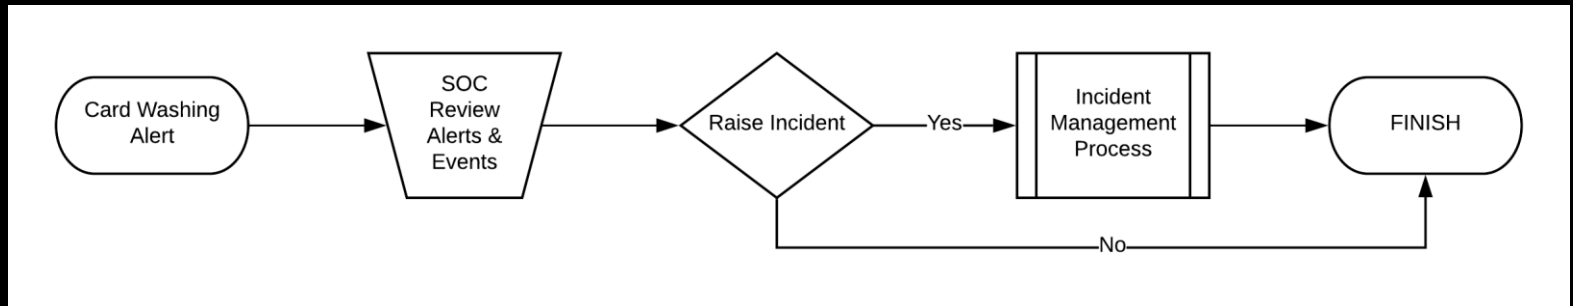 Card Washing
Alert
SOC
Review
Alerts &
Events
Raise Incident
Yes
Incident
Management
Process
FINISH
No